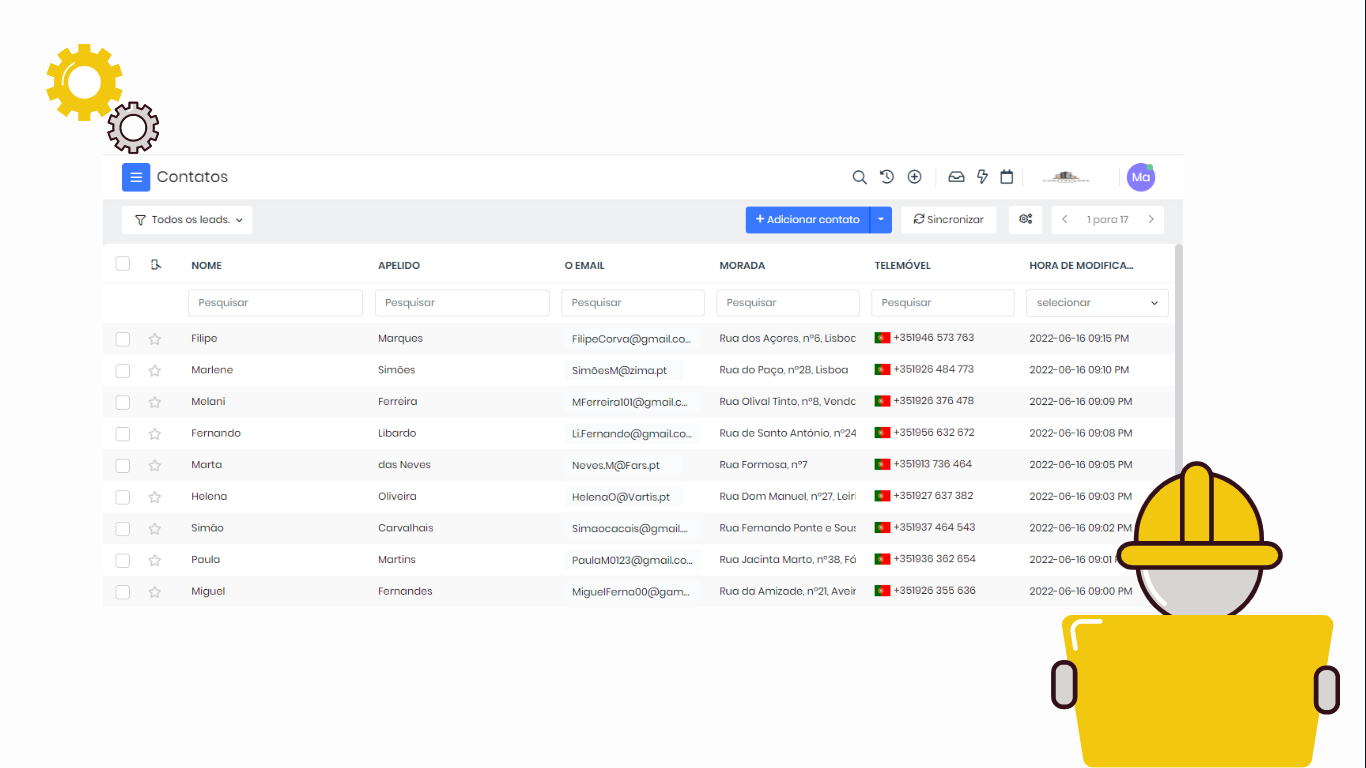 Contatos
Ma
Todos os leads.
+ Adicionar contato
Sincronizar
1 para 17
NOME APELIDO O EMAIL MORADA TELEMÓVEL HORA DE MODIFICA...
Pesquisar Pesquisar Pesquisar Pesquisar Pesquisar selecionar
Filipe Marques FilipeCorva@gmail.co... Rua dos Açores, nº6, Lisboc +351946 573 763 2022-06-16 09:15 PM
Marlene Simões SimõesM@zima.pt Rua do Paço, nº28, Lisboa +351926 484 773 2022-06-16 09:10 PM
Melani Ferreira MFerreira101@gmail.c... Rua Olival Tinto, nº8, Vendc +351926 376 478 2022-06-16 09:09 PM
Fernando Libardo Li.Fernando@gmail.co... Rua de Santo António, nº24 +351956 632 672 2022-06-16 09:08 PM
Marta das Neves Neves.M@Fars.pt Rua Formosa, nº7 +351913 736 464 2022-06-16 09:05 PM
Helena Oliveira HelenaO@Vartis.pt Rua Dom Manuel, nº27, Leiri +351927 637 382 2022-06-16 09:03 PM
Simão Carvalhais Simaocacais@gmail.... Rua Fernando Ponte e Sous +351937 464 543 2022-06-16 09:02 PM
Paula Martins PaulaM0123@gmail.co... Rua Jacinta Marto, nº38, Fá +351936 362 654 2022-06-16 09:01
Miguel Fernandes MiguelFerna00@gam... Rua da Amizade, nº21, Aveir +351926 355 636 2022-06-16 09:00 PM